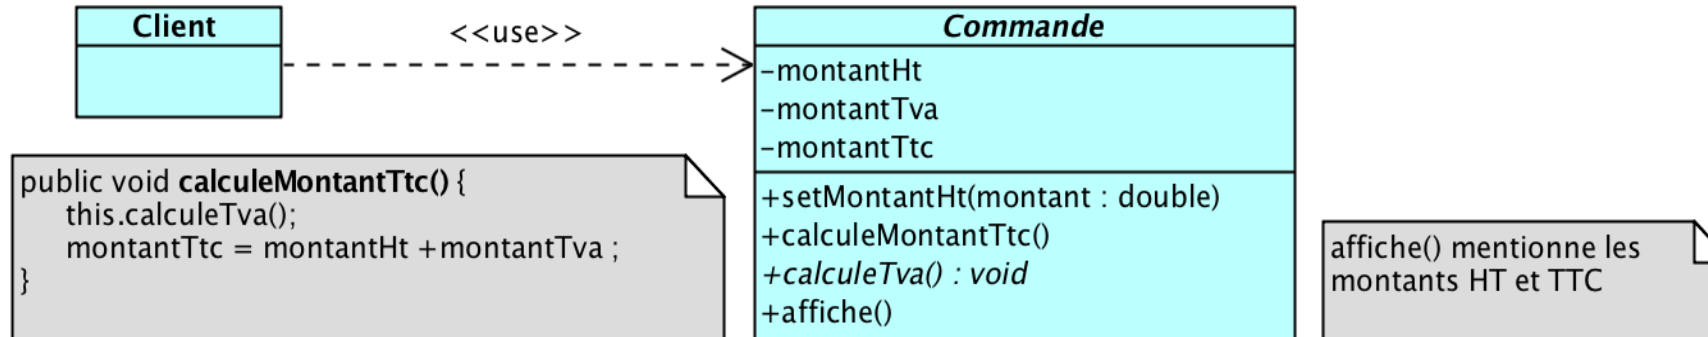 Client
<<use>>
Commande
-montantHt
-montantTva
-montantTtc
+setMontantHt(montant : double)
+calculeMontantTtc()
+calculeTva() : void
+affiche()
public void calculeMontantTtc() {
this.calculeTva();
montantTtc = montantHt +montantTva ;
}
affiche() mentionne les
montants HT et TTC